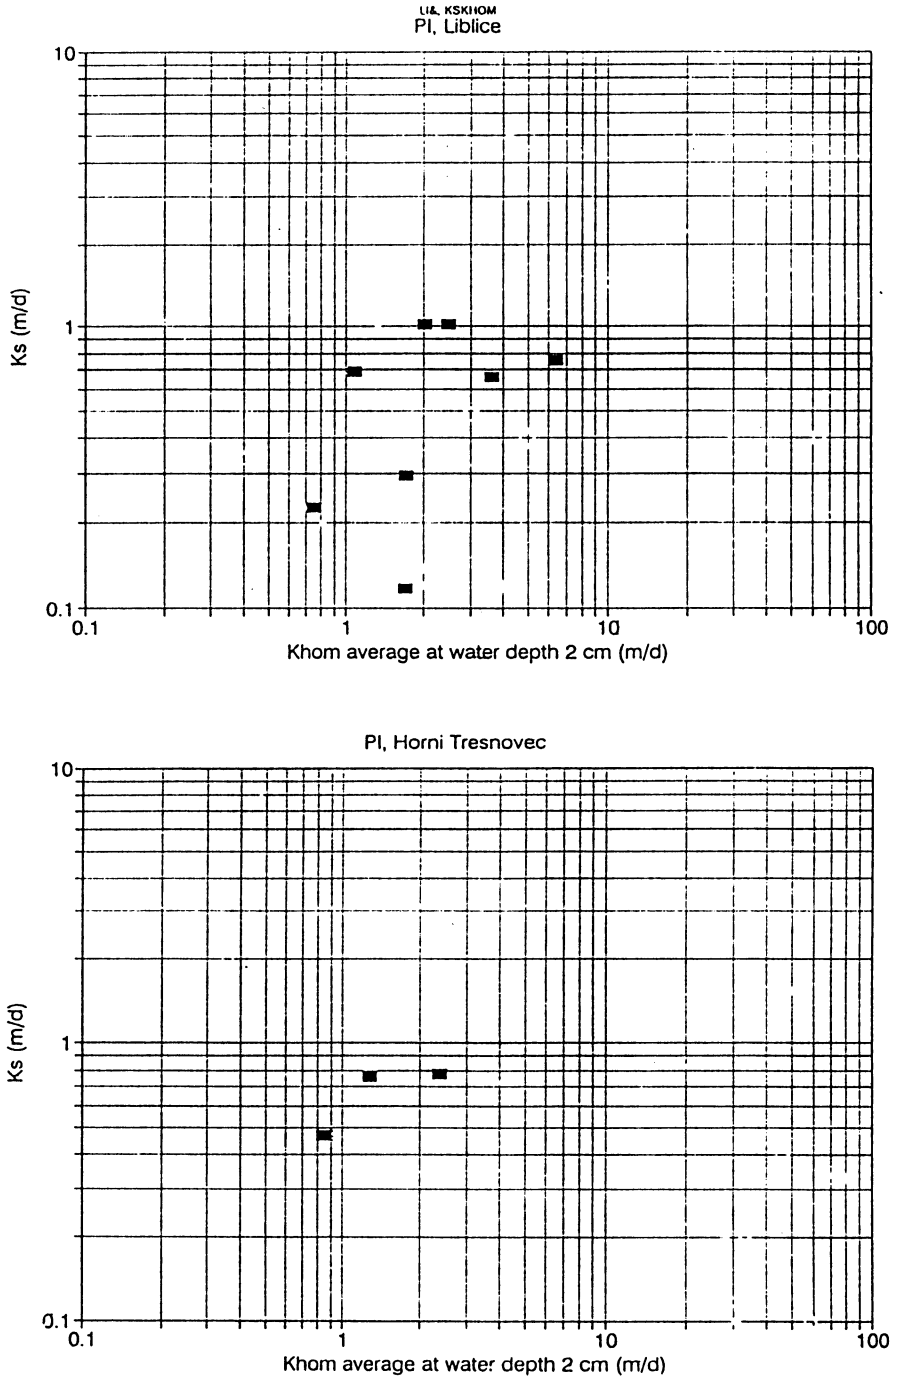 LI&, KSKHOM
PI, Liblice
10
1
0.1
Ks (m/d)
0.1 1 10 100
Khom average at water depth 2 cm (m/d)
PI, Horni Tresnovec
10
1
0.1
Ks (m/d)
0.1 1 10 100
Khom average at water depth 2 cm (m/d)